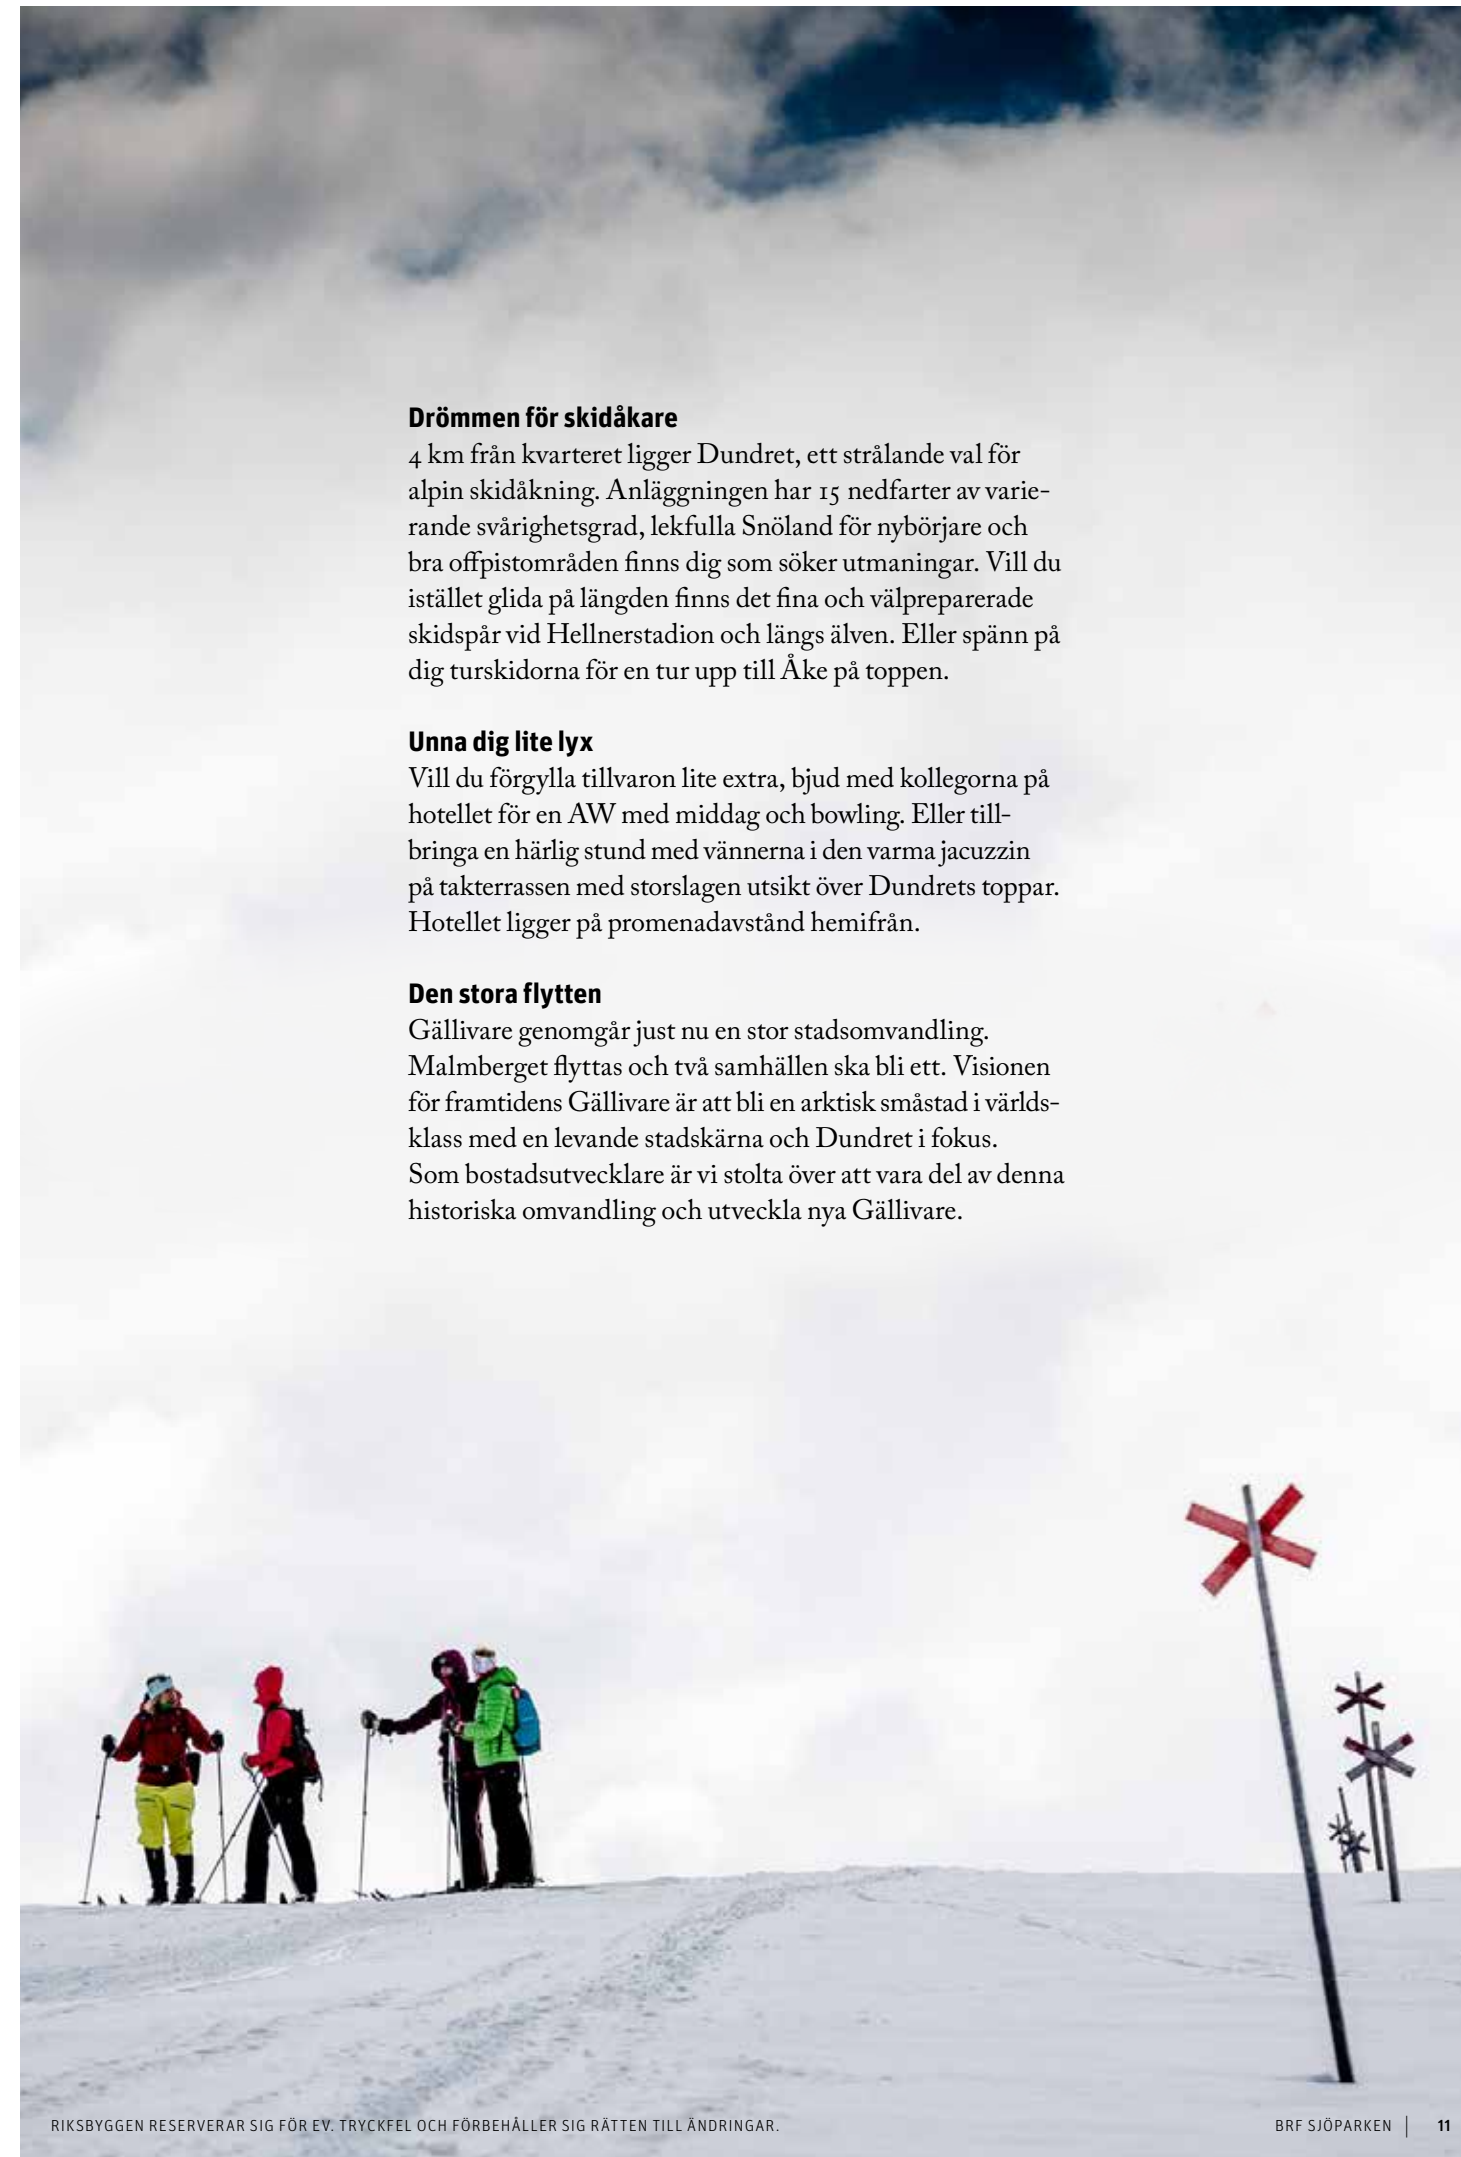 Drömmen för skidåkare
4 km från kvarteret ligger Dundret, ett strålande val för
alpin skidåkning. Anläggningen har 15 nedfarter av varie-
rande svårighetsgrad, lekfulla Snöland för nybörjare och
bra offpistområden finns dig som söker utmaningar. Vill du
istället glida på längden finns det fina och välpreparerade
skidspår vid Hellnerstadion och längs älven. Eller spänn på
dig turskidorna för en tur upp till Åke på toppen.
Unna dig lite lyx
Vill du förgylla tillvaron lite extra, bjud med kollegorna på
hotellet för en AW med middag och bowling. Eller till-
bringa en härlig stund med vännerna i den varma jacuzzin
på takterrassen med storslagen utsikt över Dundrets toppar.
Hotellet ligger på promenadavstånd hemifrån.
Den stora flytten
Gällivare genomgår just nu en stor stadsomvandling.
Malmberget flyttas och två samhällen ska bli ett. Visionen
för framtidens Gällivare är att bli en arktisk småstad i världs-
klass med en levande stadskärna och Dundret i fokus.
Som bostadsutvecklare är vi stolta över att vara del av denna
historiska omvandling och utveckla nya Gällivare.
RIKSBYGGEN RESERVERAR SIG FÖR EV. TRYCKFEL OCH FÖRBEHÅLLER SIG RÄTTEN TILL ÄNDRINGAR.
BRF SJÖPARKEN | 11